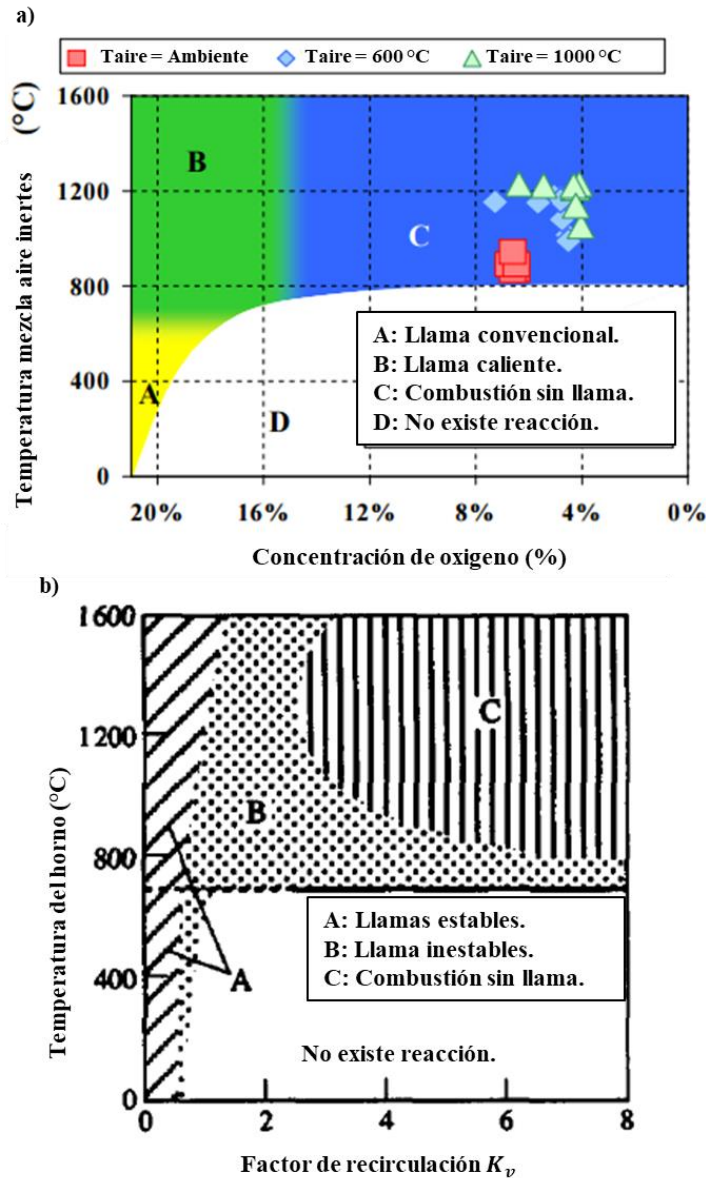 a)
Taire = Ambiente Taire = 600 °C Taire = 1000 °C
Temperatura mezcla aire inertes (°C)
1600
1200
800
400
0
B
C
A
D
A: Llama convencional.
B: Llama caliente.
C: Combustión sin llama.
D: No existe reacción.
20% 16% 12% 8% 4% 0%
Concentración de oxigeno (%)
b)
Temperatura del horno (°C)
1600
1200
800
400
0
C
B
A
A: Llamas estables.
B: Llama inestables.
C: Combustión sin llama.
No existe reacción.
0 2 4 6 8
Factor de recirculación Kv